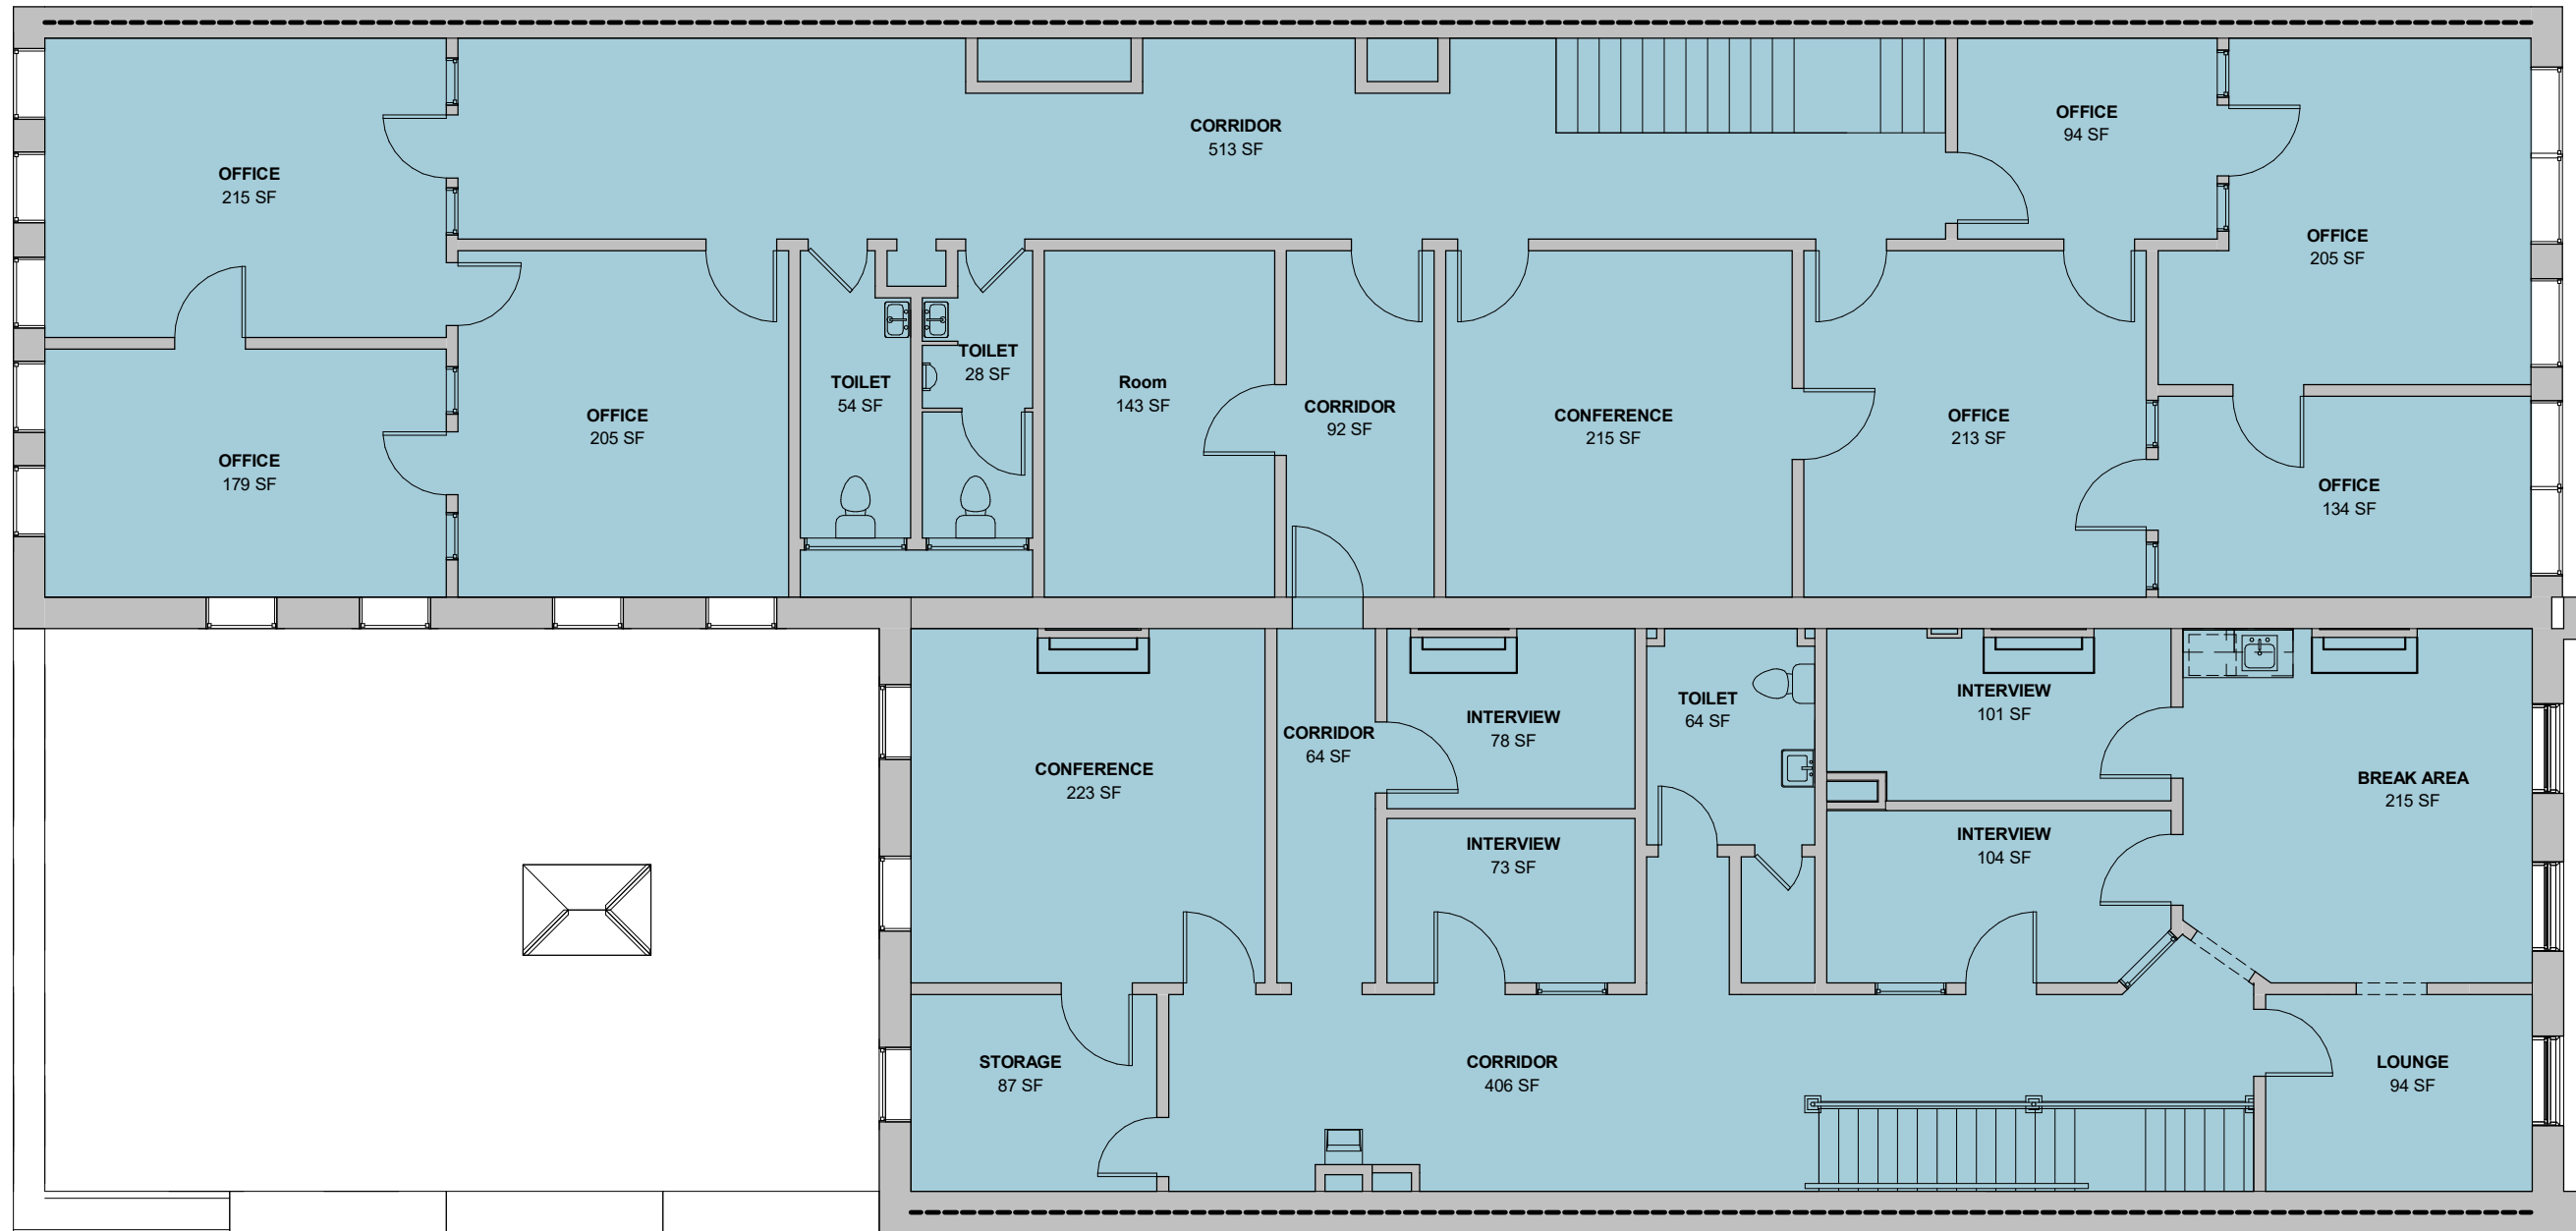 CORRIDOR
513 SF
OFFICE
94 SF
OFFICE
215 SF
OFFICE
205 SF
TOILET
28 SF
TOILET
54 SF
Room
143 SF
CORRIDOR
92 SF
OFFICE
205 SF
CONFERENCE
215 SF
OFFICE
213 SF
OFFICE
179 SF
OFFICE
134 SF
INTERVIEW
101 SF
TOILET
64 SF
INTERVIEW
78 SF
CORRIDOR
64 SF
CONFERENCE
223 SF
BREAK AREA
215 SF
INTERVIEW
73 SF
INTERVIEW
104 SF
STORAGE
87 SF
CORRIDOR
406 SF
LOUNGE
94 SF